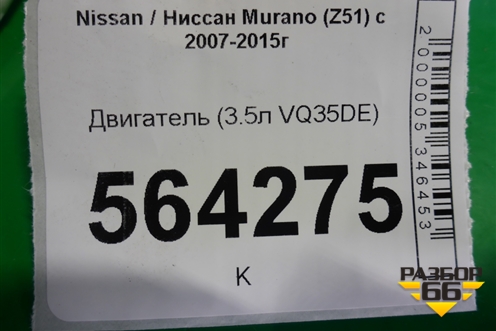 Nissan / Ниссан Murano (Z51) с
2007-2015г
Двигатель (3.5л VQ35DE)
564275
К
2000005346453
РАЗБОР
66